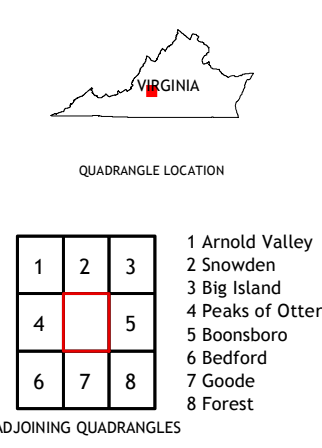 VIRGINIA
QUADRANGLE LOCATION
1 2 3
4 5
6 7 8
1 Arnold Valley
2 Snowden
3 Big Island
4 Peaks of Otter
5 Boonsboro
6 Bedford
7 Goode
8 Forest
ADJOINING QUADRANGLES